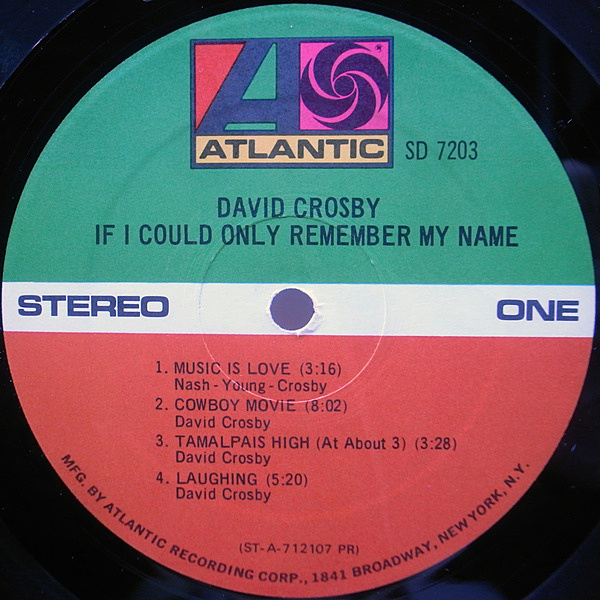 ATLANTIC SD 7203
DAVID CROSBY
IF I COULD ONLY REMEMBER MY NAME
STEREO ONE
1. MUSIC IS LOVE (3:16)
Nash - Young - Crosby
2. COWBOY MOVIE (8:02)
David Crosby
3. TAMALPAIS HIGH (At About 3) (3:28)
David Crosby
4. LAUGHING (5:20)
David Crosby
(ST-A-712107 PR)
MFG. BY ATLANTIC RECORDING CORP., 1841 BROADWAY, NEW YORK, N.Y.